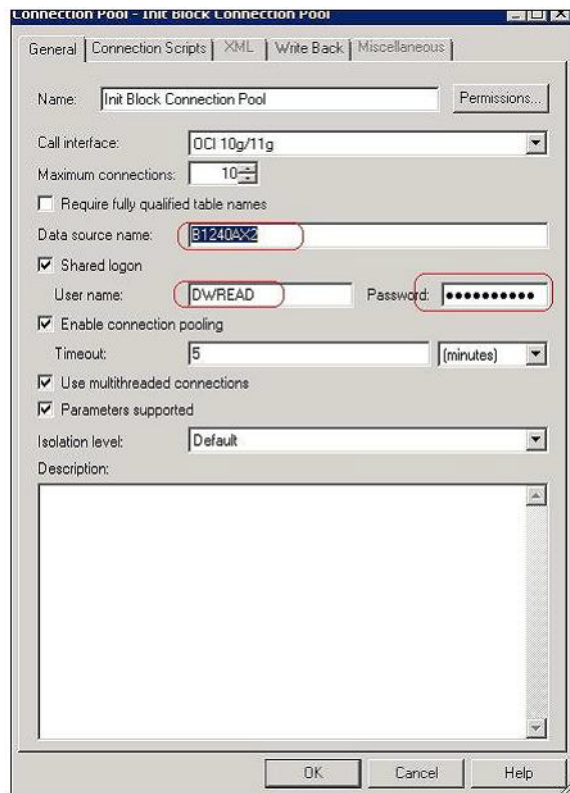 Connection Pool - Init Block Connection Pool
General Connection Scripts XML Write Back Miscellaneous
Name: Init Block Connection Pool Permissions...
Call interface: OCI 10g/11g
Maximum connections: 10
Require fully qualified table names
Data source name: B1240AX2
Shared logon
User name: DWREAD Password: ●●●●●●●●●●
Enable connection pooling
Timeout: 5 (minutes)
Use multithreaded connections
Parameters supported
Isolation level: Default
Description:
OK Cancel Help